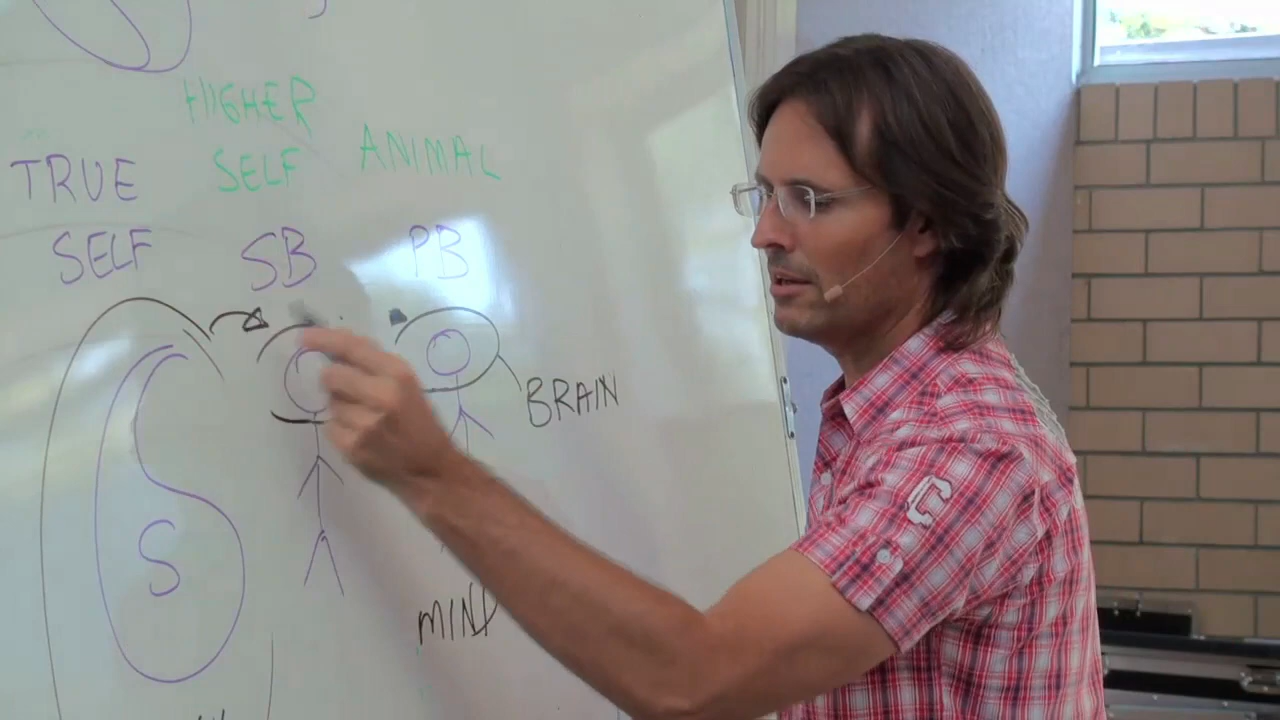 HIGHER
SELF
ANIMAL
TRUE
SELF
SB
PB
BRAIN
S
MIND
C